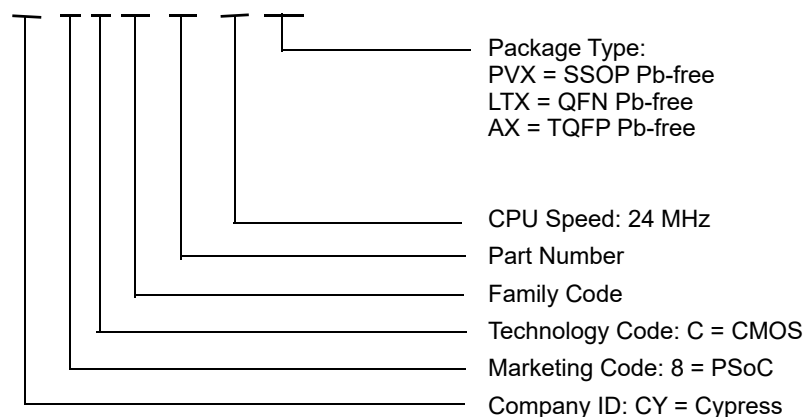 Package Type:
PVX = SSOP Pb-free
LTX = QFN Pb-free
AX = TQFP Pb-free
CPU Speed: 24 MHz
Part Number
Family Code
Technology Code: C = CMOS
Marketing Code: 8 = PSoC
Company ID: CY = Cypress